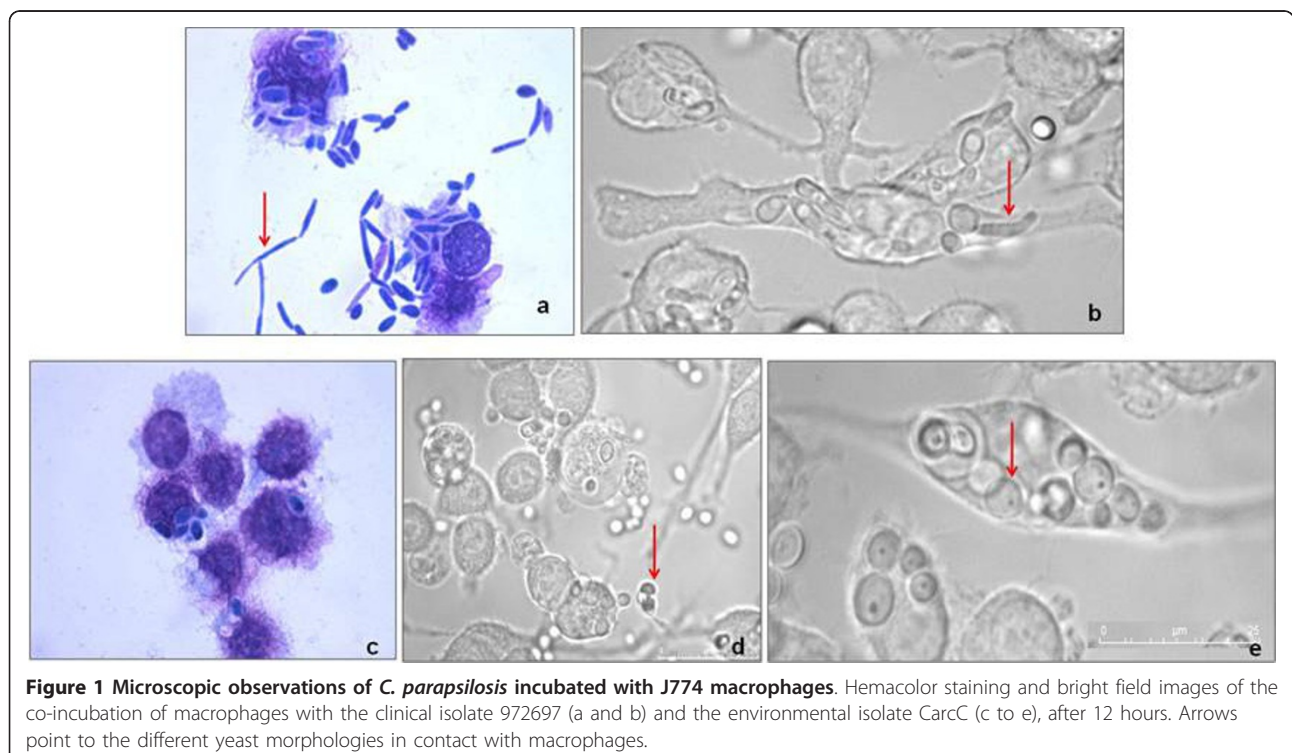 a
b
c
d
0 µm 25
e
Figure 1 Microscopic observations of C. parapsilosis incubated with J774 macrophages. Hemacolor staining and bright field images of the
co-incubation of macrophages with the clinical isolate 972697 (a and b) and the environmental isolate CarcC (c to e), after 12 hours. Arrows
point to the different yeast morphologies in contact with macrophages.